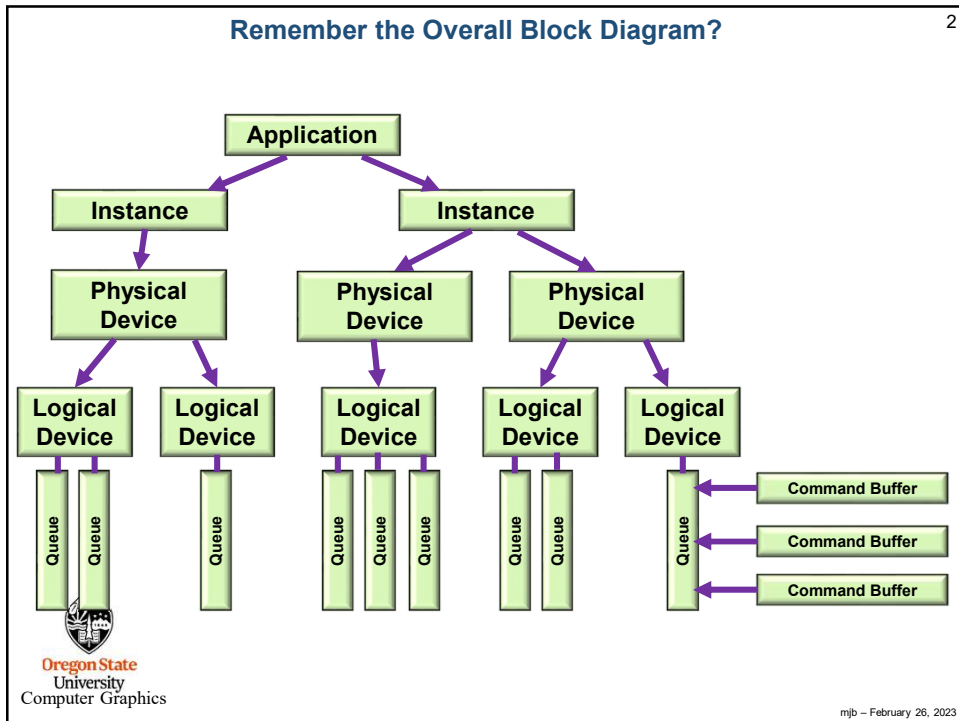 Remember the Overall Block Diagram?
2
Application
Instance
Instance
Physical
Device
Physical
Device
Physical
Device
Logical
Device
Logical
Device
Logical
Device
Logical
Device
Logical
Device
Queue
Queue
Queue
Queue
Queue
Queue
Queue
Queue
Queue
Command Buffer
Command Buffer
Command Buffer
Oregon State
University
Computer Graphics
mjb – February 26, 2023